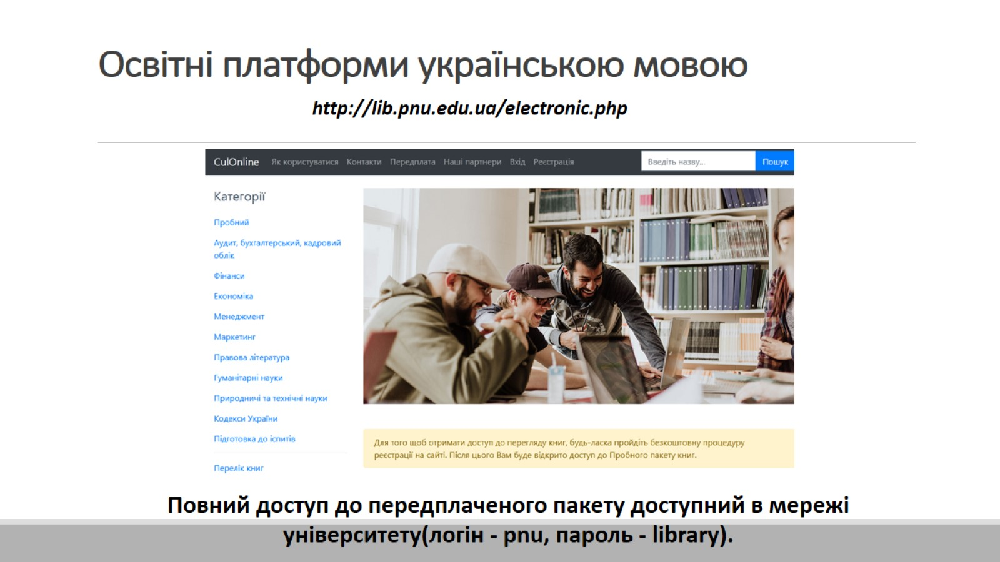 Освітні платформи українською мовою
http://lib.pnu.edu.ua/electronic.php
CulOnline Як користуватися Контакти Передплата Наші партнери Вхід Реєстрація Введіть назву... Пошук
Категорії
Пробний
Аудит, бухгалтерський, кадровий
облік
Фінанси
Економіка
Менеджмент
Маркетинг
Правова література
Гуманітарні науки
Природничі та технічні науки
Кодекси України
Підготовка до іспитів
Перелік книг
Для того щоб отримати доступ до перегляду книг, будь-ласка пройдіть безкоштовну процедуру
реєстрації на сайті. Після цього Вам буде відкрито доступ до Пробного пакету книг.
Повний доступ до передплаченого пакету доступний в мережі
університету(логін - pnu, пароль - library).